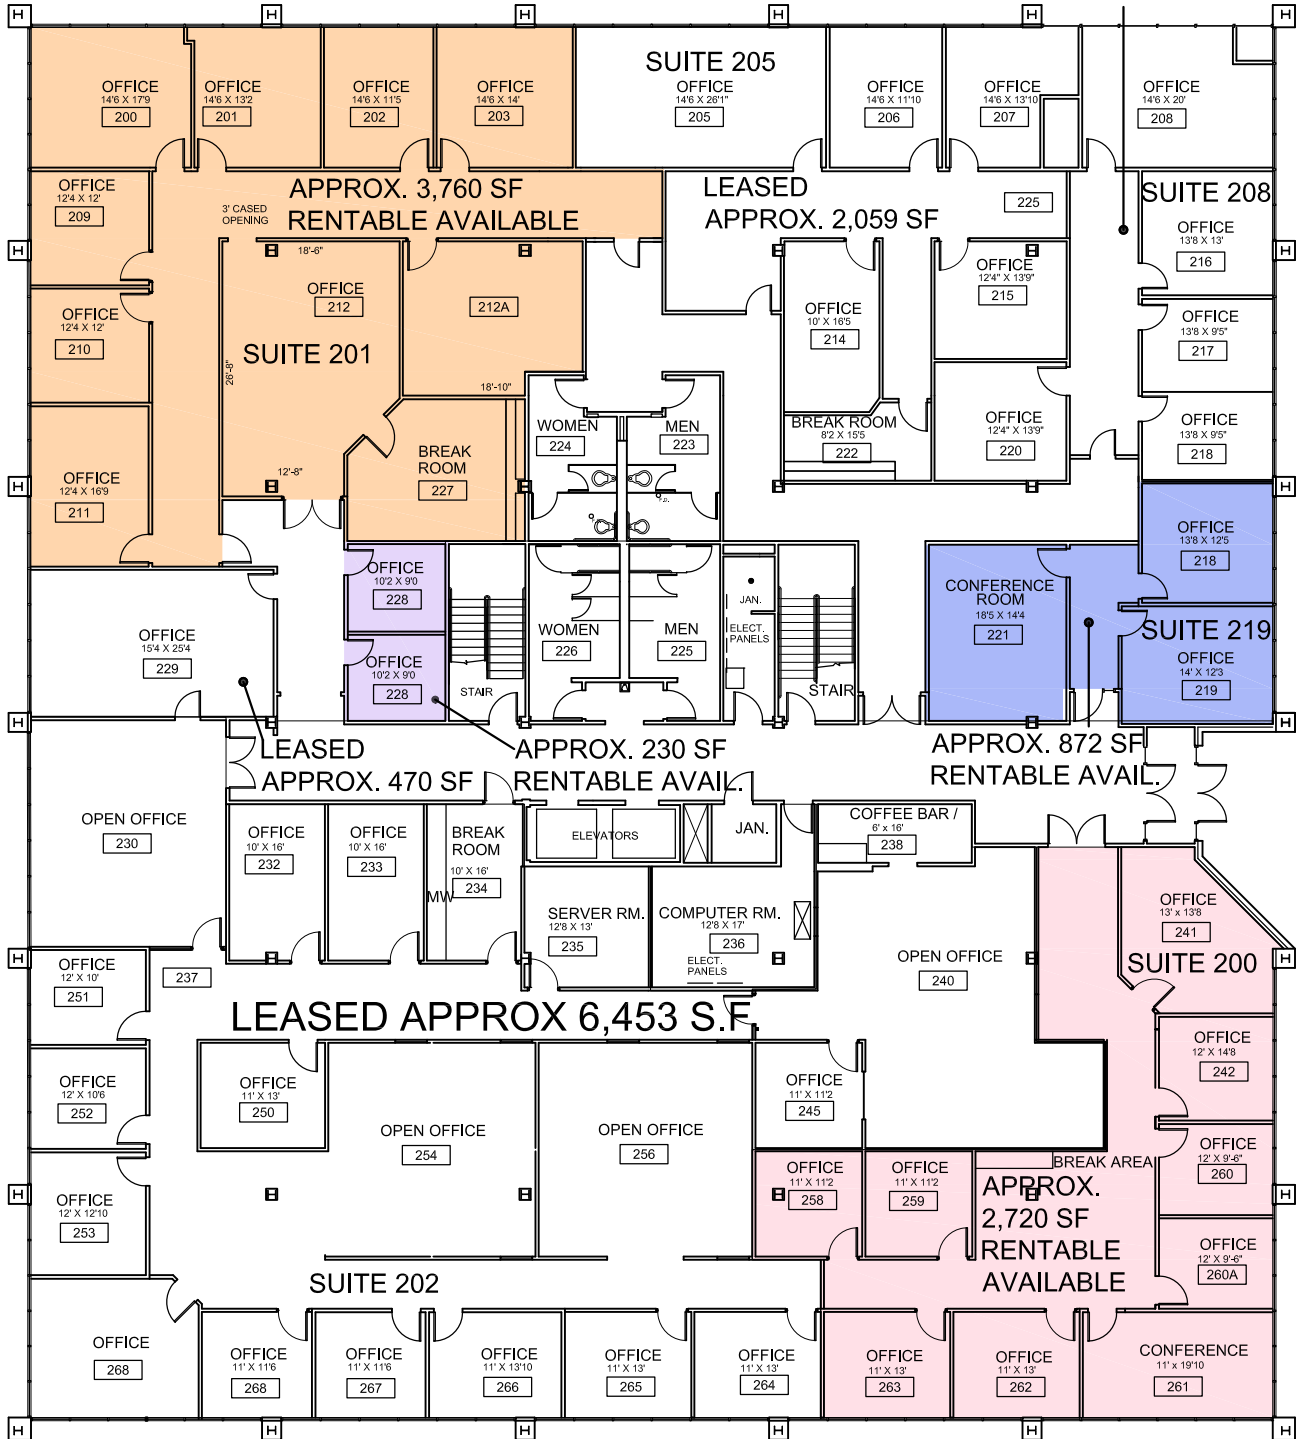 OFFICE
14'6 X 17'9
200
OFFICE
14'6 X 13'2
201
OFFICE
14'6 X 11'5
202
OFFICE
14'6 X 14'
203
SUITE 205
OFFICE
14'6 X 26'1"
205
OFFICE
14'6 X 11'10
206
OFFICE
14'6 X 13'10
207
OFFICE
14'6 X 20'
208
OFFICE
12'4 X 12'
209
3' CASED
OPENING
APPROX. 3,760 SF
RENTABLE AVAILABLE
LEASED
APPROX. 2,059 SF
225
SUITE 208
OFFICE
13'8 X 13'
216
18'-6"
OFFICE
212
212A
OFFICE
12'4" X 13'9"
215
OFFICE
10' X 16'5
214
OFFICE
12'4 X 12'
210
SUITE 201
26'-8"
18'-10"
OFFICE
13'8 X 9'5"
217
WOMEN
224
MEN
223
BREAK ROOM
8'2 X 15'5
222
OFFICE
12'4" X 13'9"
220
OFFICE
13'8 X 9'5"
218
BREAK
ROOM
227
12'-8"
OFFICE
12'4 X 16'9
211
F.D.
OFFICE
13'8 X 12'5
218
OFFICE
10'2 X 9'0
228
JAN.
CONFERENCE
ROOM
18'5 X 14'4
221
OFFICE
15'4 X 25'4
229
WOMEN
226
MEN
225
ELECT.
PANELS
SUITE 219
OFFICE
14' X 12'3
219
OFFICE
10'2 X 9'0
228
STAIR
STAIR
LEASED
APPROX. 470 SF
APPROX. 230 SF
RENTABLE AVAIL.
APPROX. 872 SF
RENTABLE AVAIL.
OPEN OFFICE
230
OFFICE
10' X 16'
232
OFFICE
10' X 16'
233
BREAK
ROOM
10' X 16'
234
MW
ELEVATORS
JAN.
COFFEE BAR /
6' x 16'
238
SERVER RM.
12'8 X 13'
235
COMPUTER RM.
12'8 X 17'
236
ELECT.
PANELS
OPEN OFFICE
240
OFFICE
13' x 13'8
241
SUITE 200
OFFICE
12' X 10'
251
237
LEASED APPROX 6,453 S.F.
OFFICE
12' X 14'8
242
OFFICE
12' X 10'6
252
OFFICE
11' X 13'
250
OPEN OFFICE
254
OPEN OFFICE
256
OFFICE
11' X 11'2
245
OFFICE
12' X 9'-6"
260
BREAK AREA
OFFICE
11' X 11'2
258
OFFICE
11' X 11'2
259
APPROX.
2,720 SF
RENTABLE
AVAILABLE
OFFICE
12' X 12'10
253
OFFICE
12' X 9'-6"
260A
SUITE 202
OFFICE
268
OFFICE
11' X 11'6
268
OFFICE
11' X 11'6
267
OFFICE
11' X 13'10
266
OFFICE
11' X 13'
265
OFFICE
11' X 13'
264
OFFICE
11' X 13'
263
OFFICE
11' X 13'
262
CONFERENCE
11' x 19'10
261